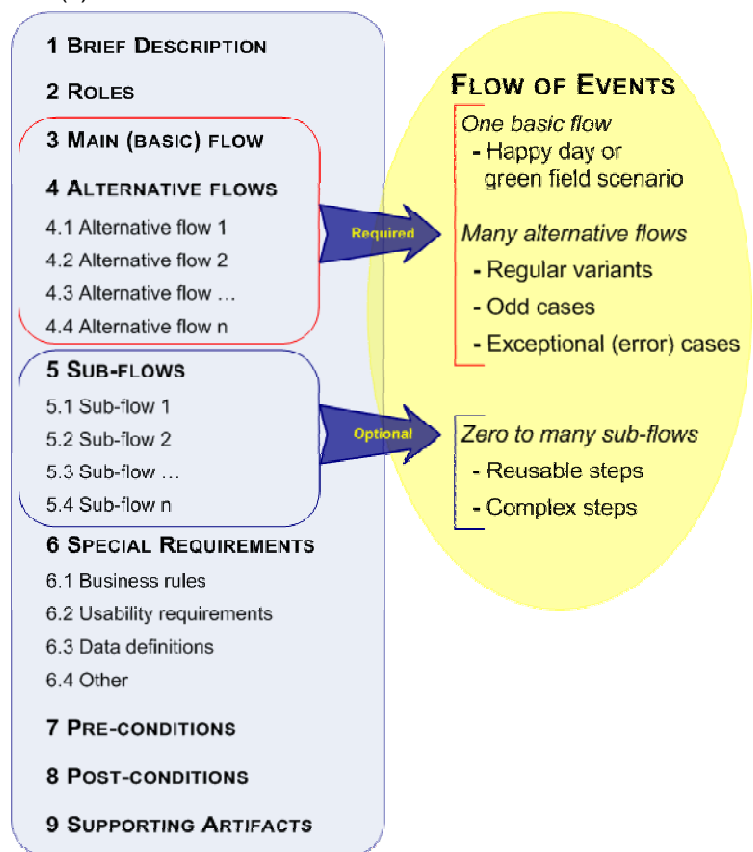 1 BRIEF DESCRIPTION
2 ROLES
3 MAIN (BASIC) FLOW
4 ALTERNATIVE FLOWS
4.1 Alternative flow 1
4.2 Alternative flow 2
4.3 Alternative flow ...
4.4 Alternative flow n
5 SUB-FLOWS
5.1 Sub-flow 1
5.2 Sub-flow 2
5.3 Sub-flow ...
5.4 Sub-flow n
6 SPECIAL REQUIREMENTS
6.1 Business rules
6.2 Usability requirements
6.3 Data definitions
6.4 Other
7 PRE-CONDITIONS
8 POST-CONDITIONS
9 SUPPORTING ARTIFACTS
Required
Optional
FLOW OF EVENTS
One basic flow
- Happy day or
green field scenario
Many alternative flows
- Regular variants
- Odd cases
- Exceptional (error) cases
Zero to many sub-flows
- Reusable steps
- Complex steps